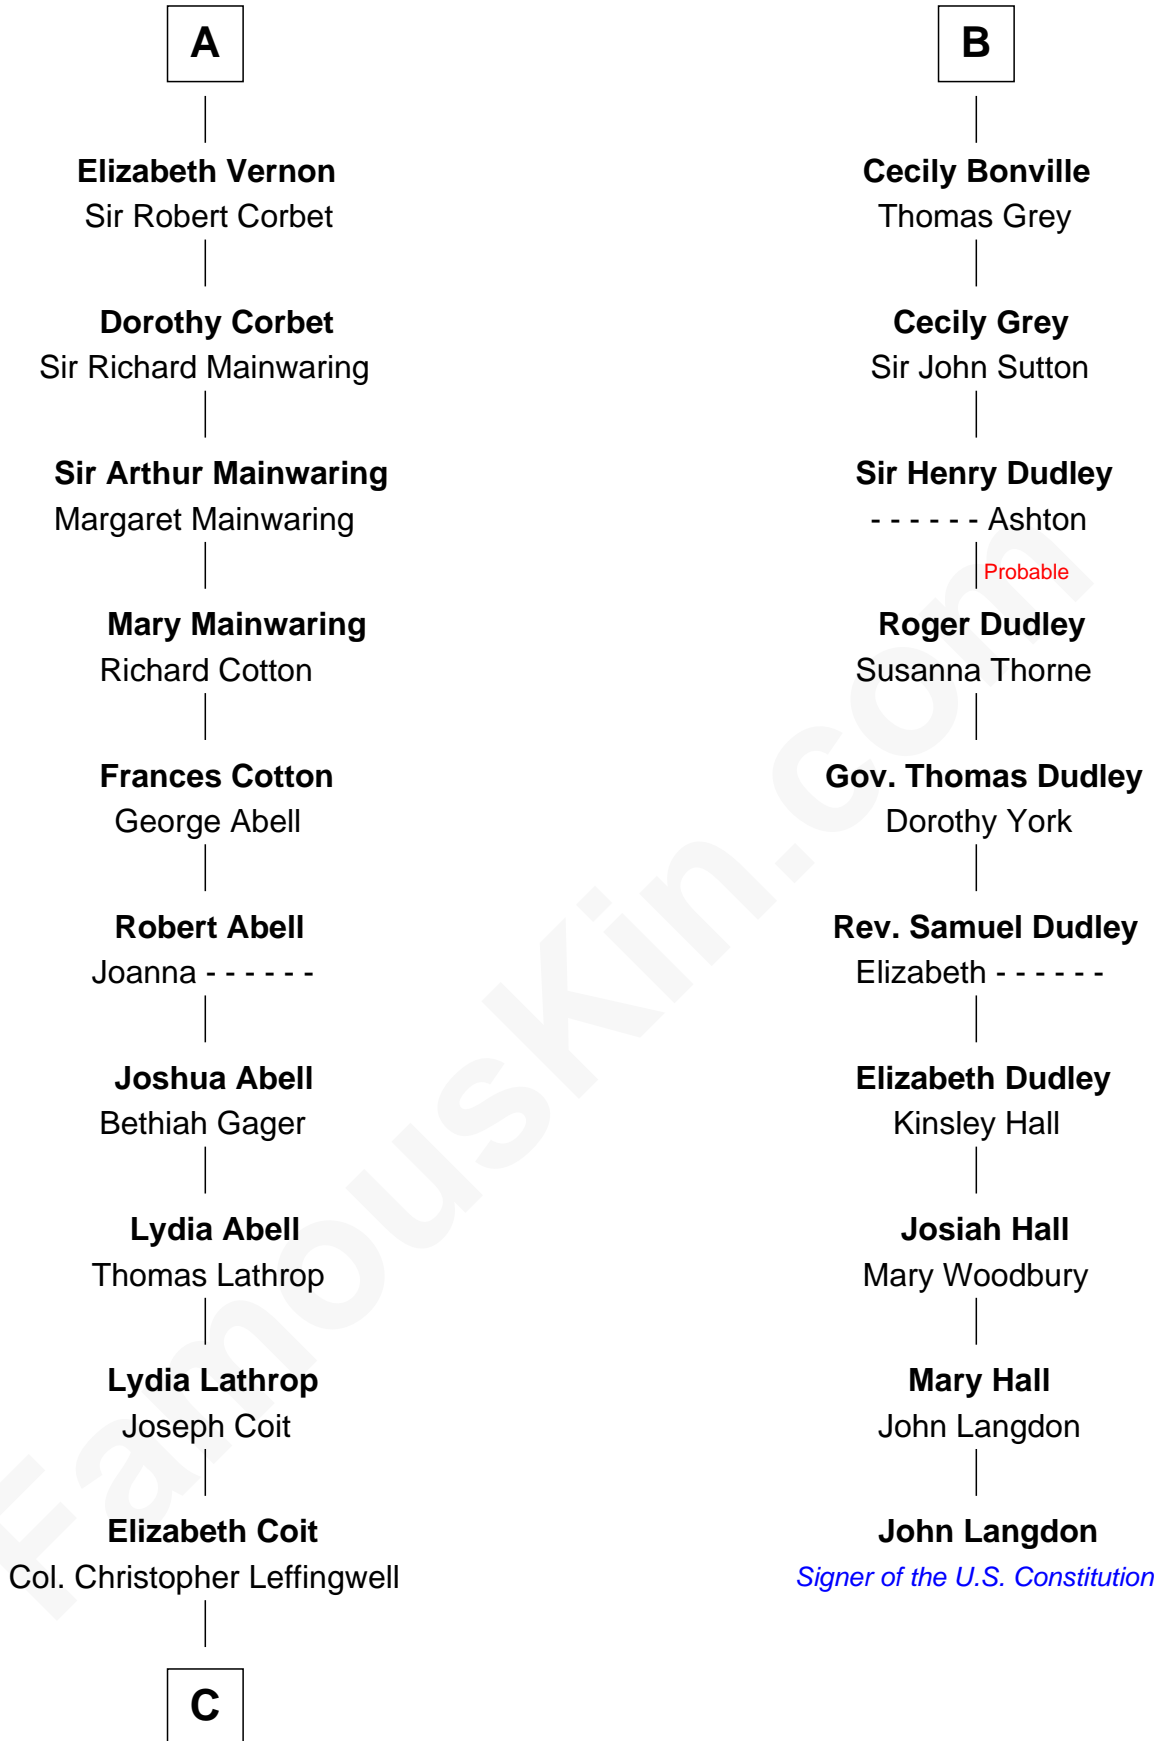 A
Elizabeth Vernon
Sir Robert Corbet
Dorothy Corbet
Sir Richard Mainwaring
Sir Arthur Mainwaring
Margaret Mainwaring
Mary Mainwaring
Richard Cotton
Frances Cotton
George Abell
Robert Abell
Joanna - - - - - -
Joshua Abell
Bethiah Gager
Lydia Abell
Thomas Lathrop
Lydia Lathrop
Joseph Coit
Elizabeth Coit
Col. Christopher Leffingwell
C
B
Cecily Bonville
Thomas Grey
Cecily Grey
Sir John Sutton
Sir Henry Dudley
- - - - - - Ashton
Probable
Roger Dudley
Susanna Thorne
Gov. Thomas Dudley
Dorothy York
Rev. Samuel Dudley
Elizabeth - - - - - -
Elizabeth Dudley
Kinsley Hall
Josiah Hall
Mary Woodbury
Mary Hall
John Langdon
John Langdon
Signer of the U.S. Constitution
FamousKin.com